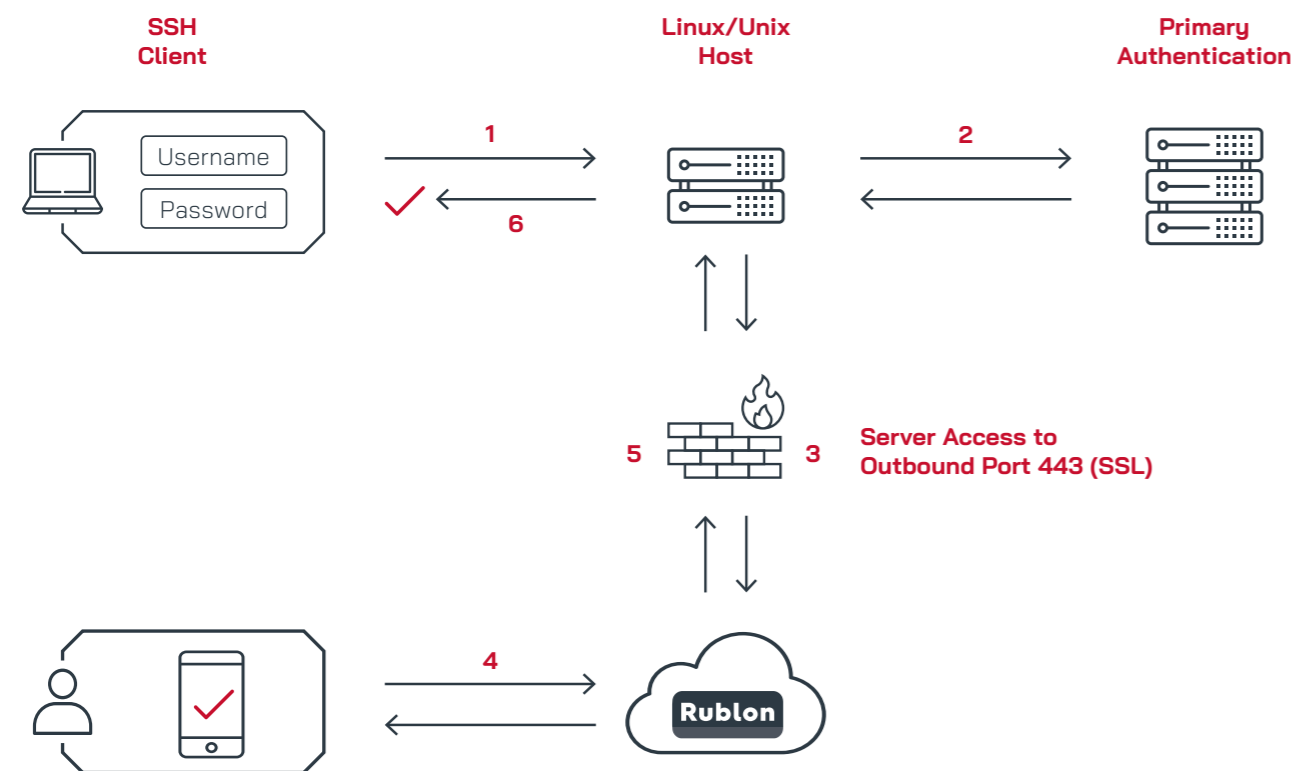 SSH
Client
Linux/Unix
Host
Primary
Authentication
Username
Password
1
2
6
5
3
Server Access to
Outbound Port 443 (SSL)
4
Rublon